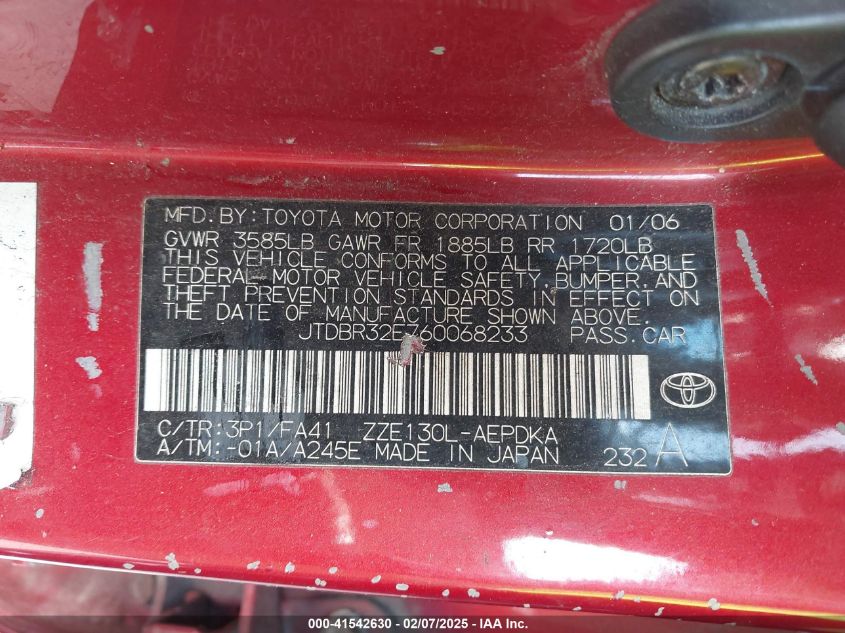 MFD. BY: TOYOTA MOTOR CORPORATION 01/06
GVWR 3585LB GAWR FR 1885LB RR 1720LB
THIS VEHICLE CONFORMS TO ALL APPLICABLE
FEDERAL MOTOR VEHICLE SAFETY, BUMPER, AND
THEFT PREVENTION STANDARDS IN EFFECT ON
THE DATE OF MANUFACTURE SHOWN ABOVE.
JTDBR32E760068233 PASS. CAR
C/TR: 3P1/FA41 ZZE130L-AEPDKA
A/TM: -01A/A245E MADE IN JAPAN 232 A
000-41542630 - 02/07/2025 - IAA Inc.